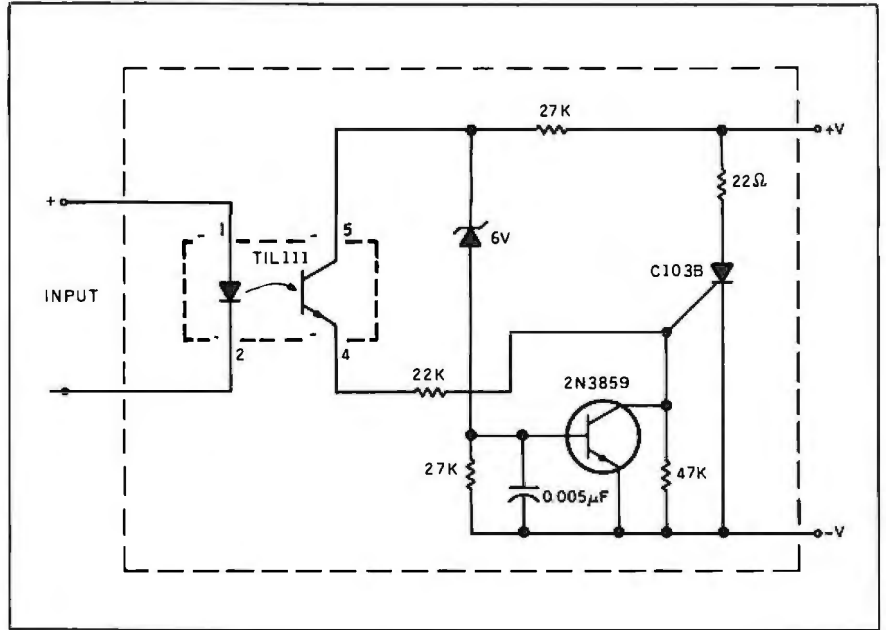 27K
+V
22Ω
+
1
5
6V
TIL111
C103B
INPUT
2
4
22K
2N3859
27K
0.005µF
47K
-V